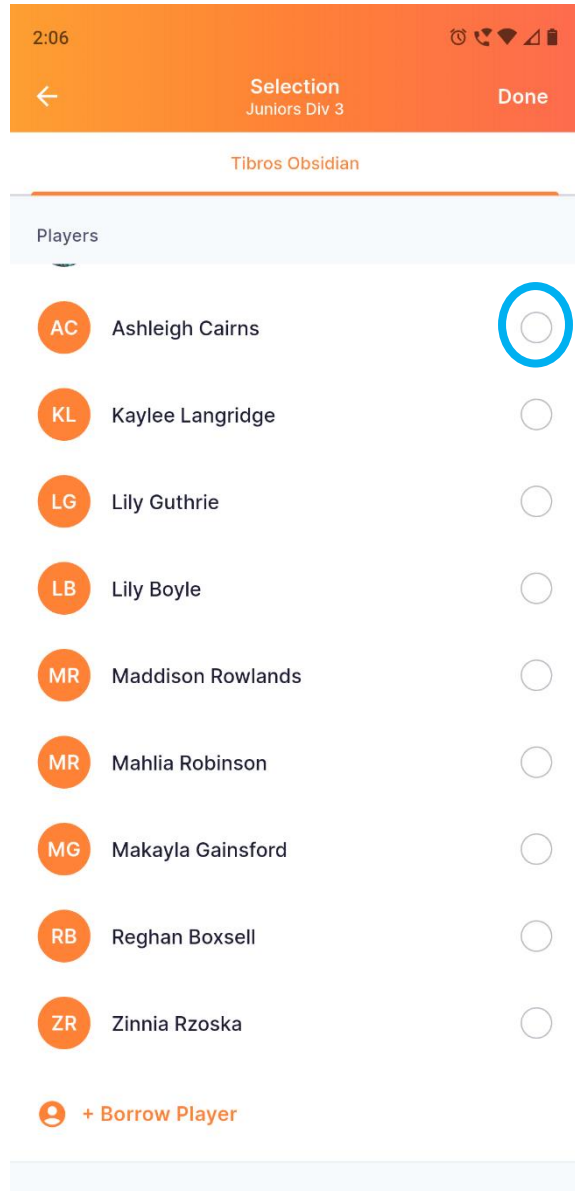 2:06
Selection
Juniors Div 3
Done
Tibros Obsidian
Players
AC Ashleigh Cairns
KL Kaylee Langridge
LG Lily Guthrie
LB Lily Boyle
MR Maddison Rowlands
MR Mahlia Robinson
MG Makayla Gainsford
RB Reghan Boxsell
ZR Zinnia Rzoska
+ Borrow Player